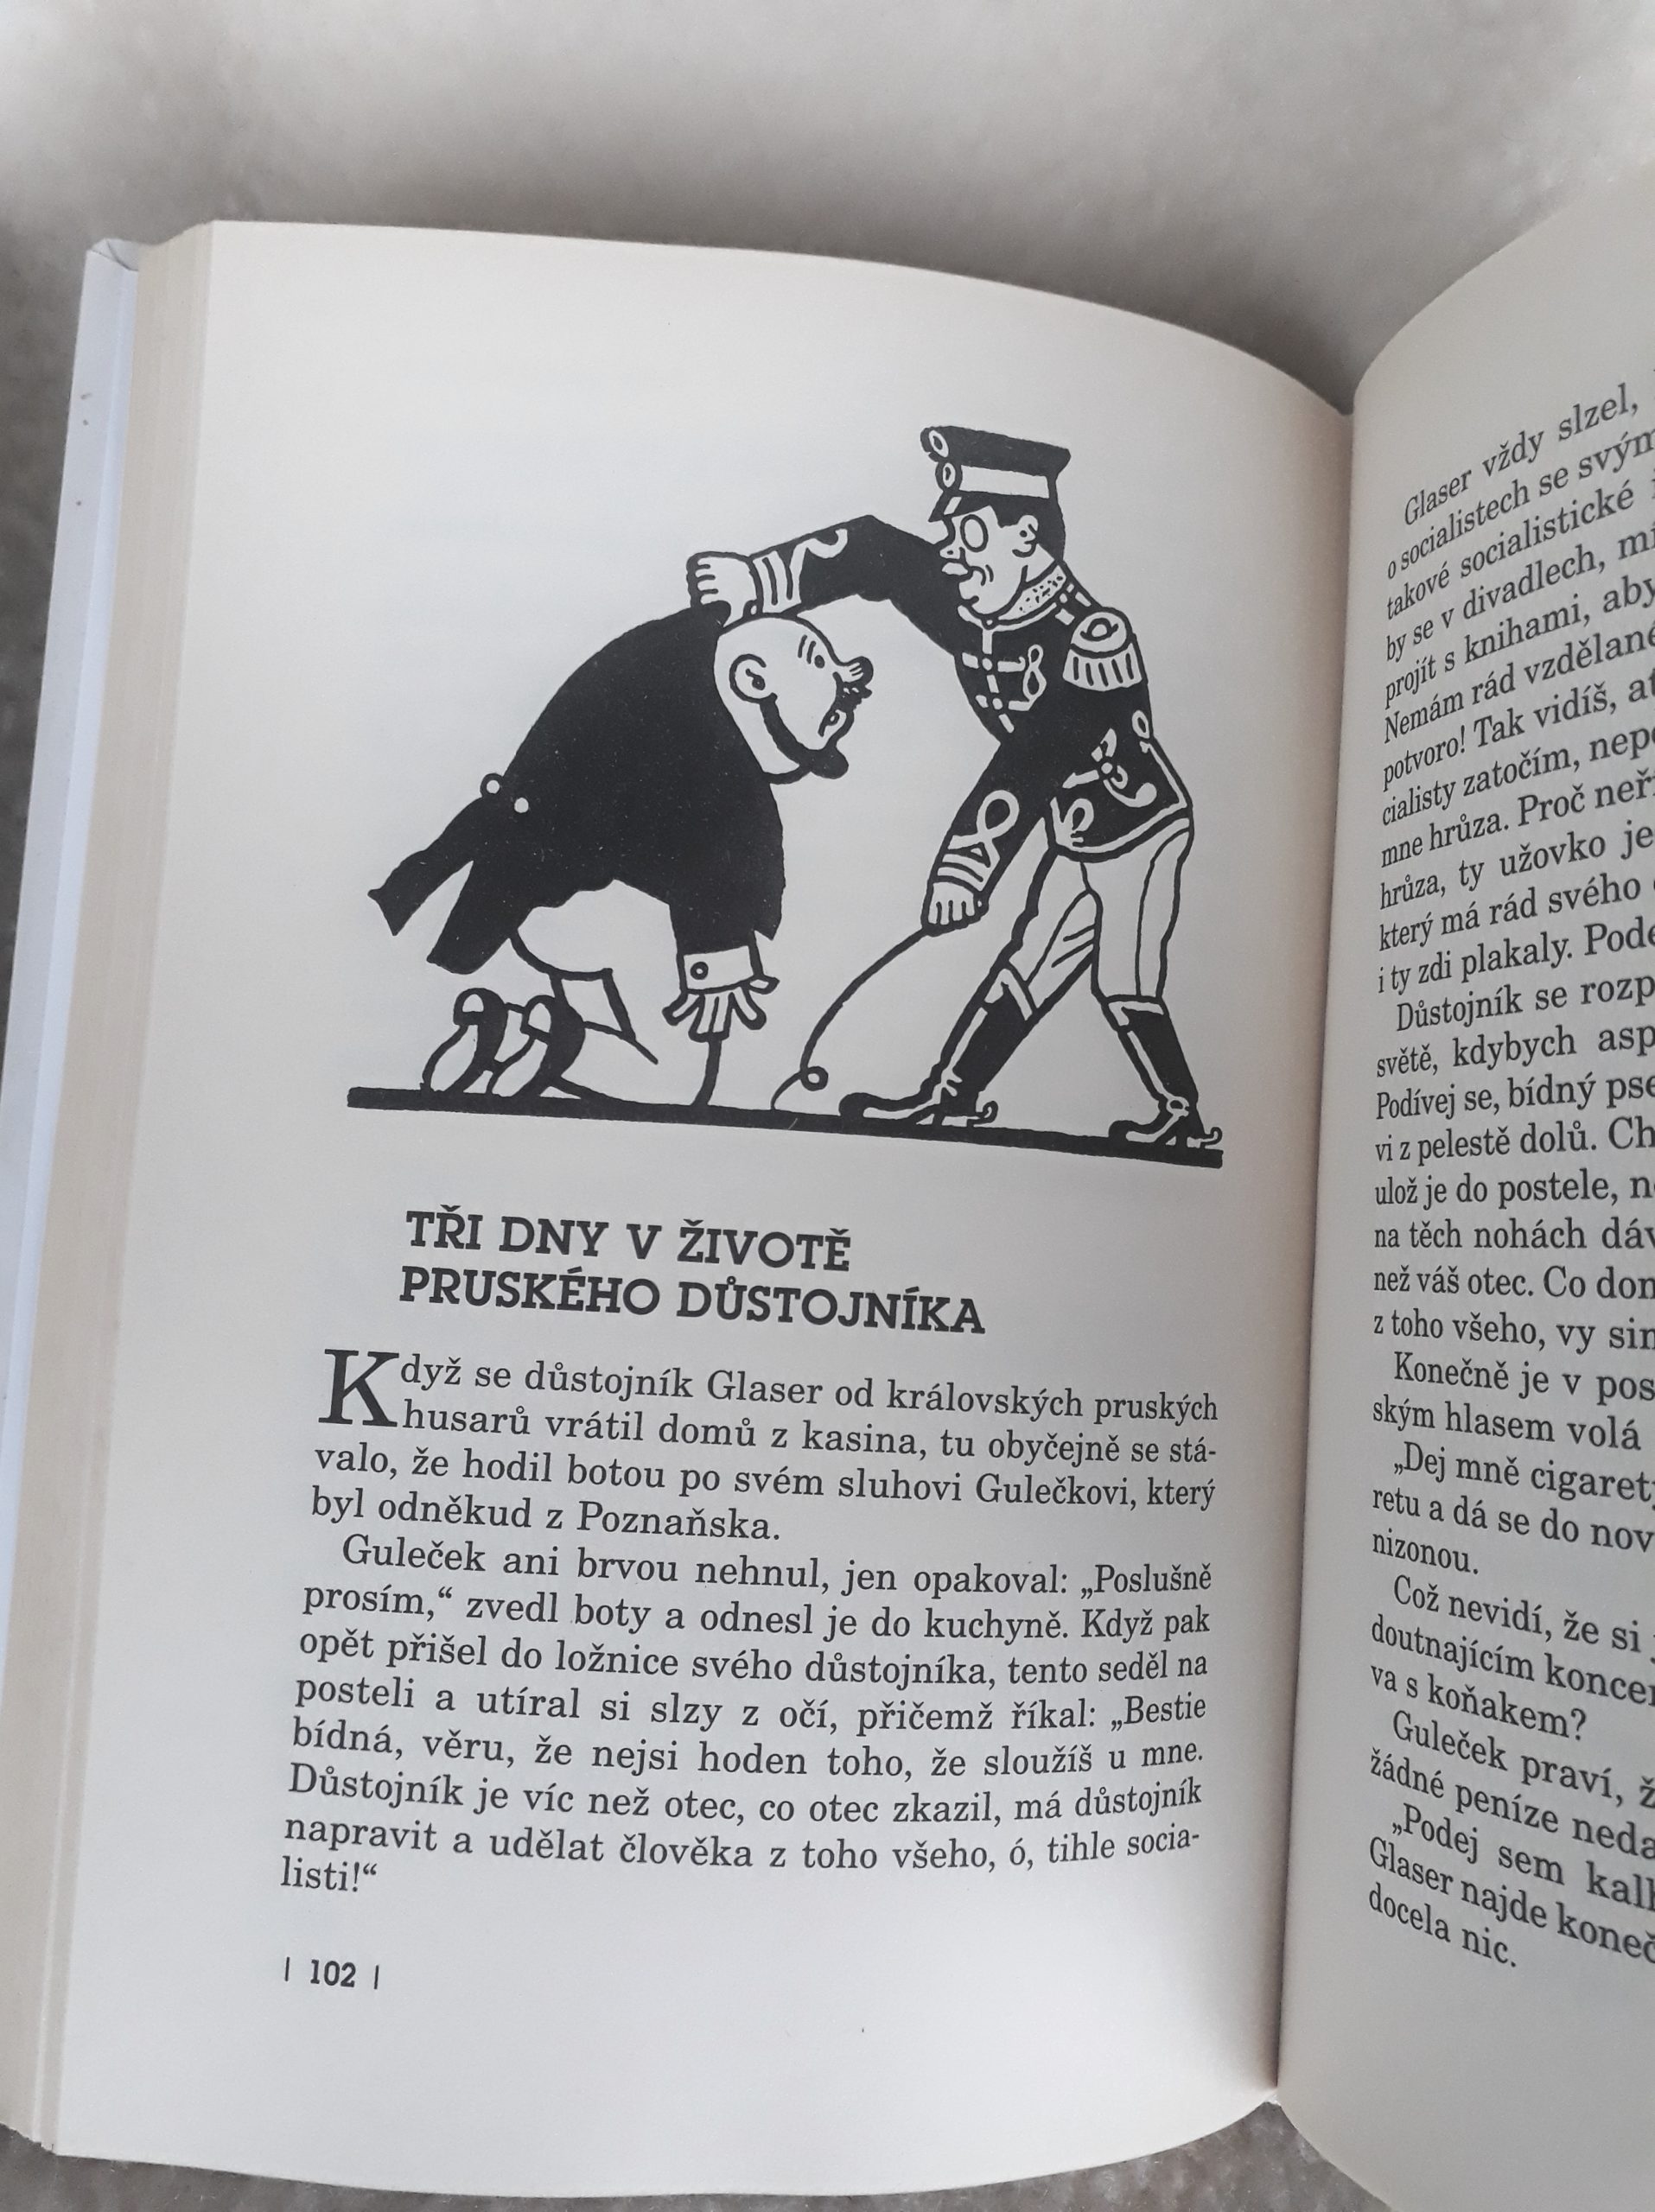 TŘI DNY V ŽIVOTĚ
PRUSKÉHO DŮSTOJNÍKA
Když se důstojník Glaser od královských pruských
husarů vrátil domů z kasina, tu obyčejně se stá-
valo, že hodil botou po svém sluhovi Gulečkovi, který
byl odněkud z Poznaňska.
Guleček ani brvou nehnul, jen opakoval: „Poslušně
prosím,“ zvedl boty a odnesl je do kuchyně. Když pak
opět přišel do ložnice svého důstojníka, tento seděl na
posteli a utíral si slzy z očí, přičemž říkal: „Bestie
bídná, věru, že nejsi hoden toho, že sloužíš u mne.
Důstojník je víc než otec, co otec zkazil, má důstojník
napravit a udělat člověka z toho všeho, ó, tihle socia-
listi!“
| 102 |
Glaser vždy slzel,
o socialistech se svým
takové socialistické
by se v divadlech,
projít s knihami, aby
Nemám rád
potvoro! Tak vidíš,
cialisty zatočím,
mne hrůza. Proč
hrůza, ty užovko
který má rád svého
i ty zdi plakaly.
Důstojník se
světě, kdybych
Podívej se, bídný
vi z pelestě dolů.
ulož je do postele,
na těch nohách
než váš otec. Co
z toho všeho, vy
Konečně je v
ským hlasem volá
„Dej mně
retu a dá se do
nizonou.
Což nevidí, že si
doutnajícím
va s koňakem?
Guleček praví,
žádné peníze
„Podej sem
Glaser najde
docela nic.